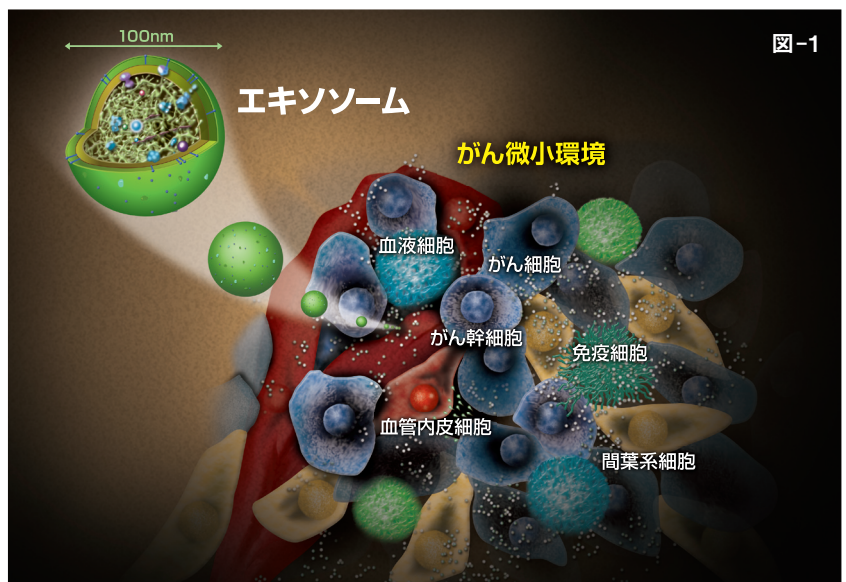 100nm
図-1
エキソソーム
がん微小環境
血液細胞
がん細胞
がん幹細胞
免疫細胞
血管内皮細胞
間葉系細胞